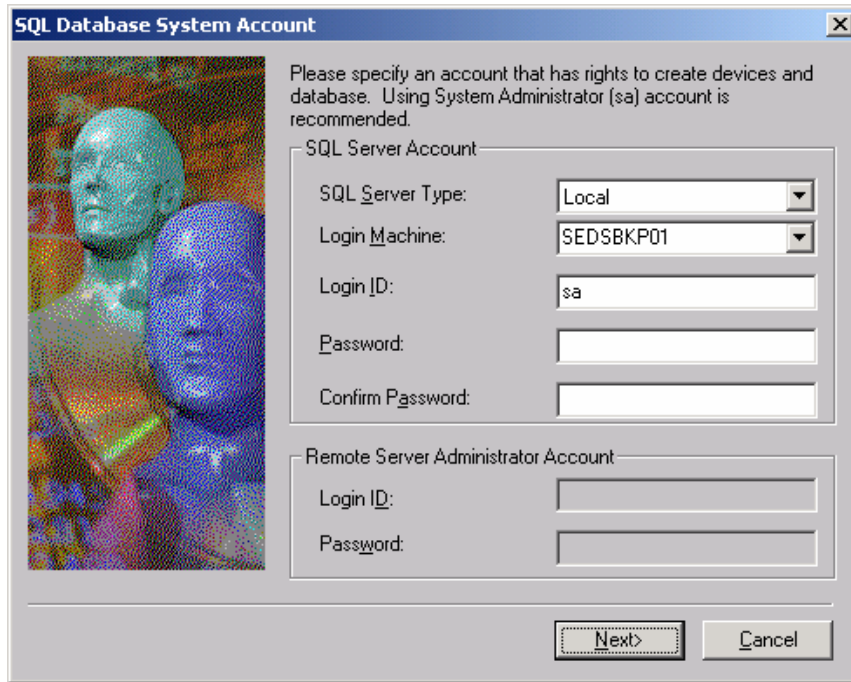 SQL Database System Account
Please specify an account that has rights to create devices and
database. Using System Administrator (sa) account is
recommended.
SQL Server Account
SQL Server Type: Local
Login Machine: SEDSBKP01
Login ID: sa
Password:
Confirm Password:
Remote Server Administrator Account
Login ID:
Password:
Next>
Cancel